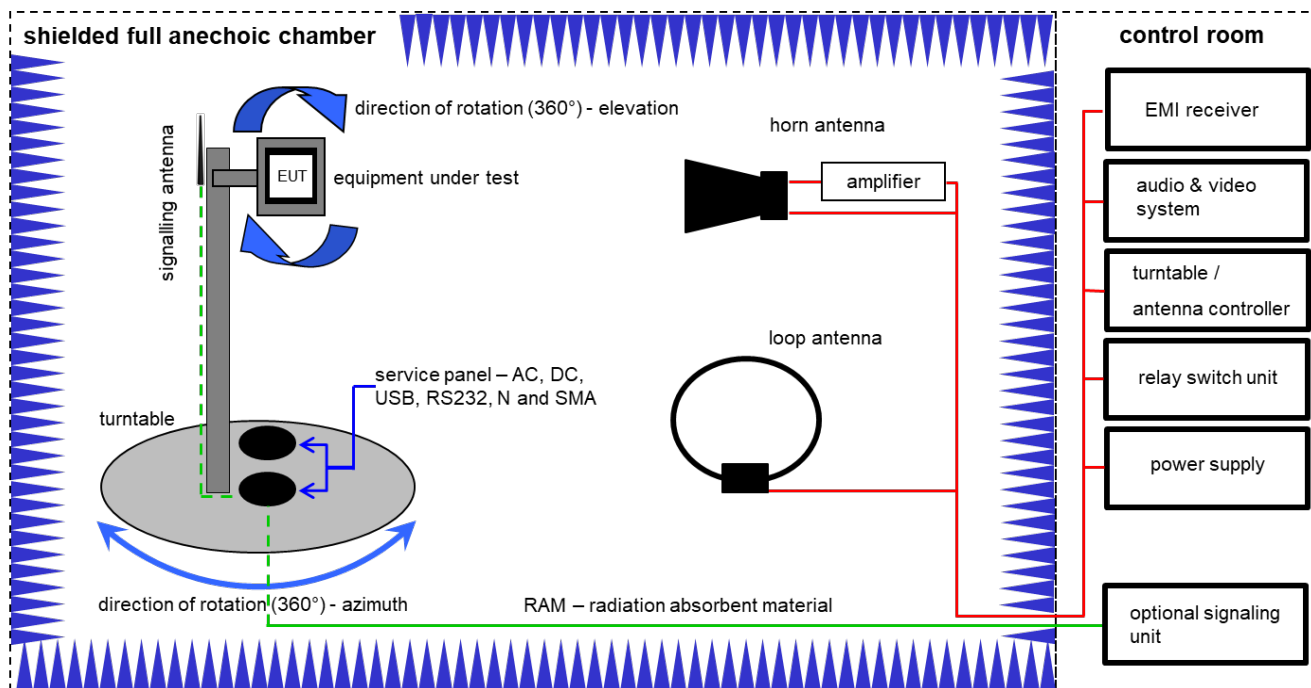 shielded full anechoic chamber
control room
direction of rotation (360°) - elevation
signalling antenna
EUT
equipment under test
horn antenna
amplifier
loop antenna
service panel – AC, DC,
USB, RS232, N and SMA
turntable
direction of rotation (360°) - azimuth
RAM – radiation absorbent material
EMI receiver
audio & video
system
turntable /
antenna controller
relay switch unit
power supply
optional signaling
unit